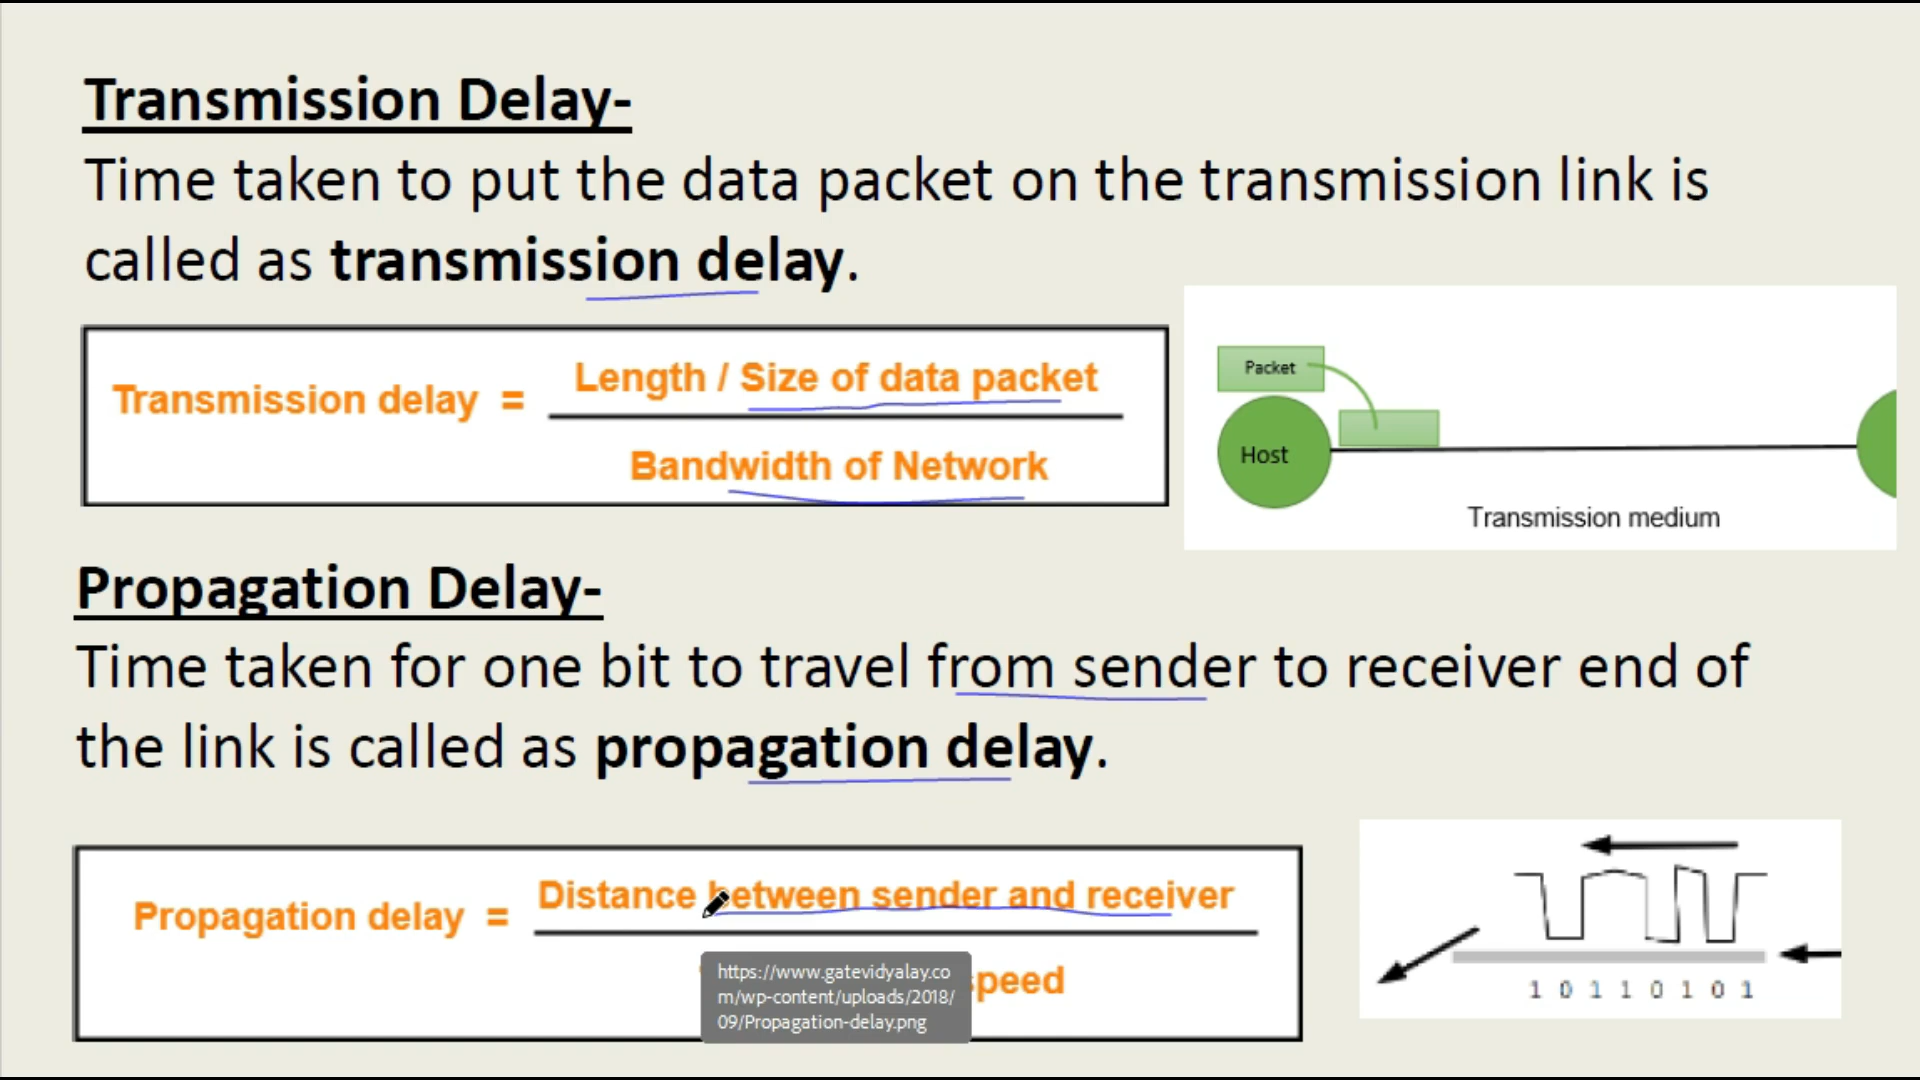 Transmission Delay-
Time taken to put the data packet on the transmission link is
called as transmission delay.
Transmission delay = Length / Size of data packet
Bandwidth of Network
Packet
Host
Transmission medium
Propagation Delay-
Time taken for one bit to travel from sender to receiver end of
the link is called as propagation delay.
Propagation delay = Distance between sender and receiver
speed
https://www.gatevidyalay.co
m/wp-content/uploads/2018/
09/Propagation-delay.png
1 0 1 1 0 1 0 1